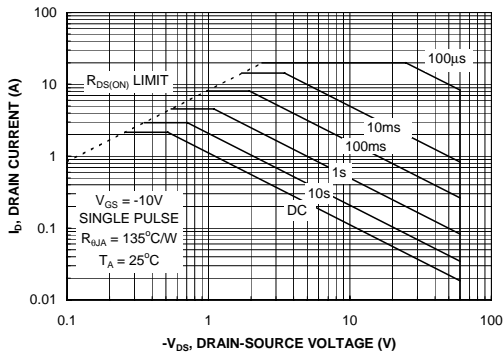 100
10
1
0.1
0.01
I_D, DRAIN CURRENT (A)
R_DS(ON) LIMIT
100μs
10ms
100ms
1s
10s
DC
V_GS = -10V
SINGLE PULSE
R_θJA = 135°C/W
T_A = 25°C
0.1
1
10
100
-V_DS, DRAIN-SOURCE VOLTAGE (V)